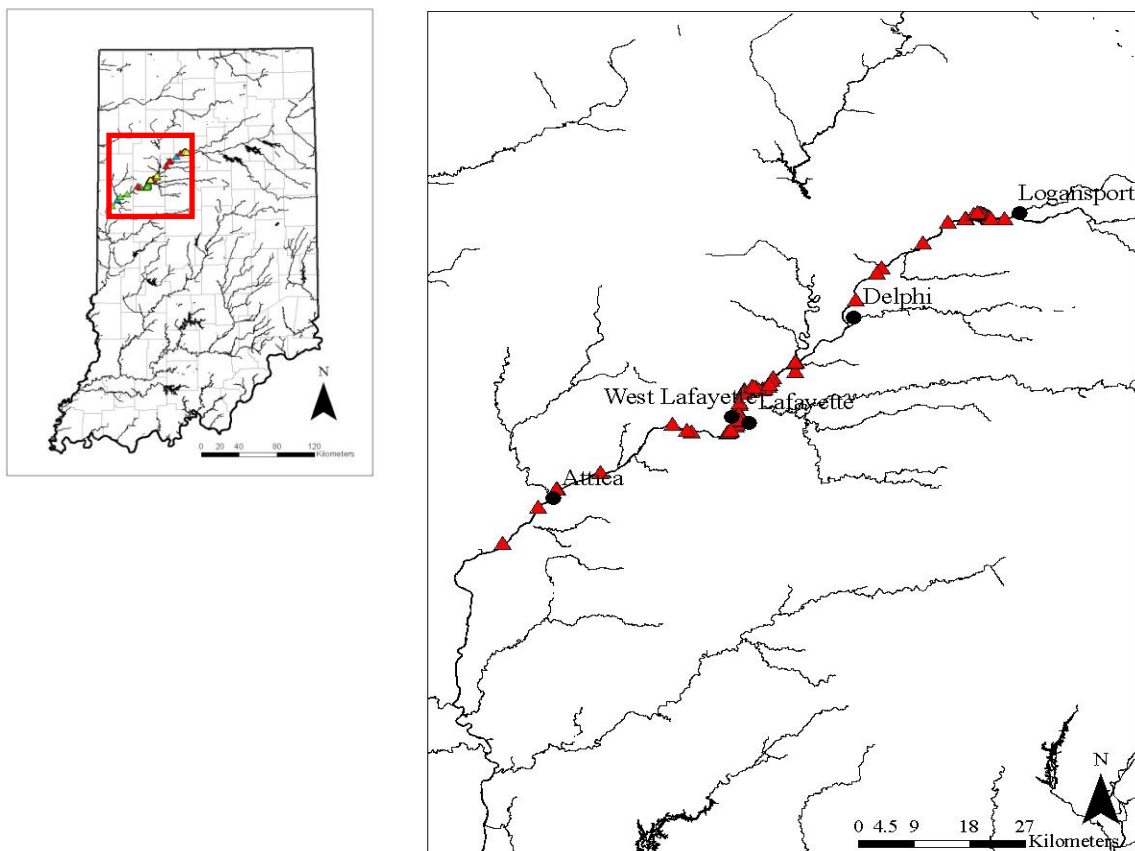 N
0 20 40 80 120
Kilometers
Logansport
Delphi
West Lafayette
Lafayette
Attica
N
0 4.5 9 18 27
Kilometers